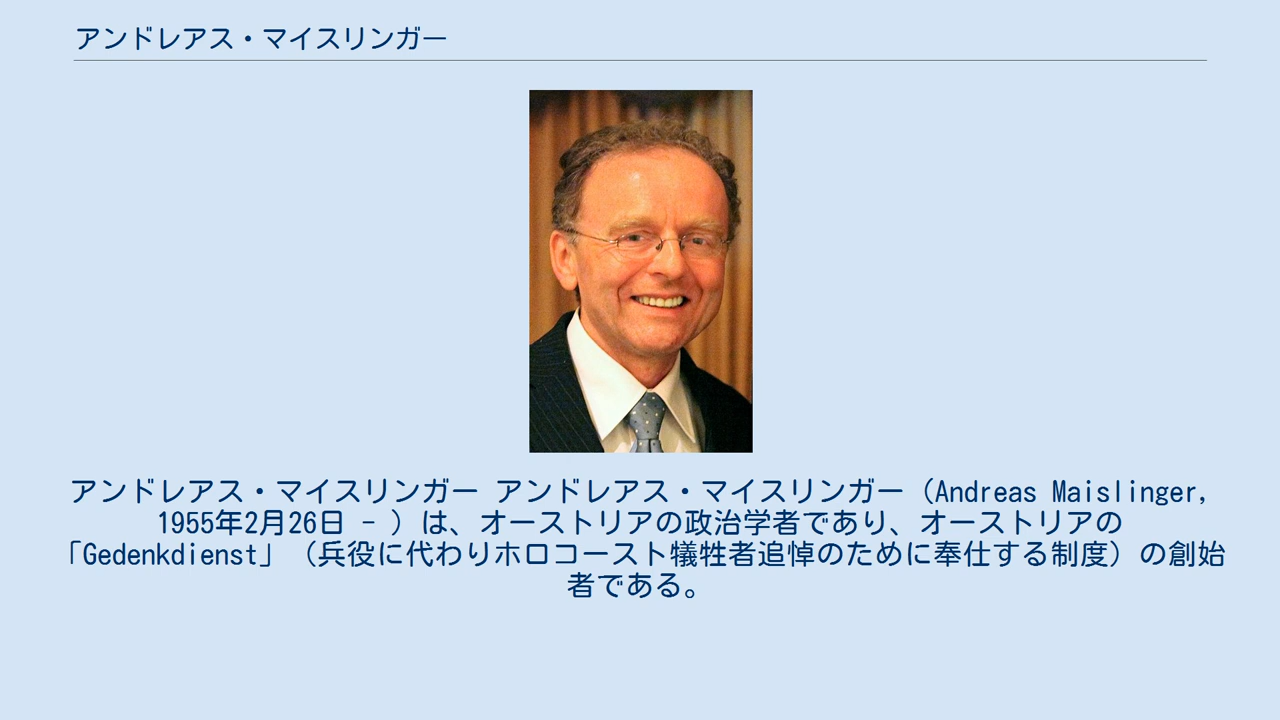 アンドレアス・マイスリンガー
アンドレアス・マイスリンガー アンドレアス・マイスリンガー（Andreas Maislinger,
1955年2月26日 - ）は、オーストリアの政治学者であり、オーストリアの
「Gedenkdienst」（兵役に代わりホロコースト犠牲者追悼のために奉仕する制度）の創始
者である。